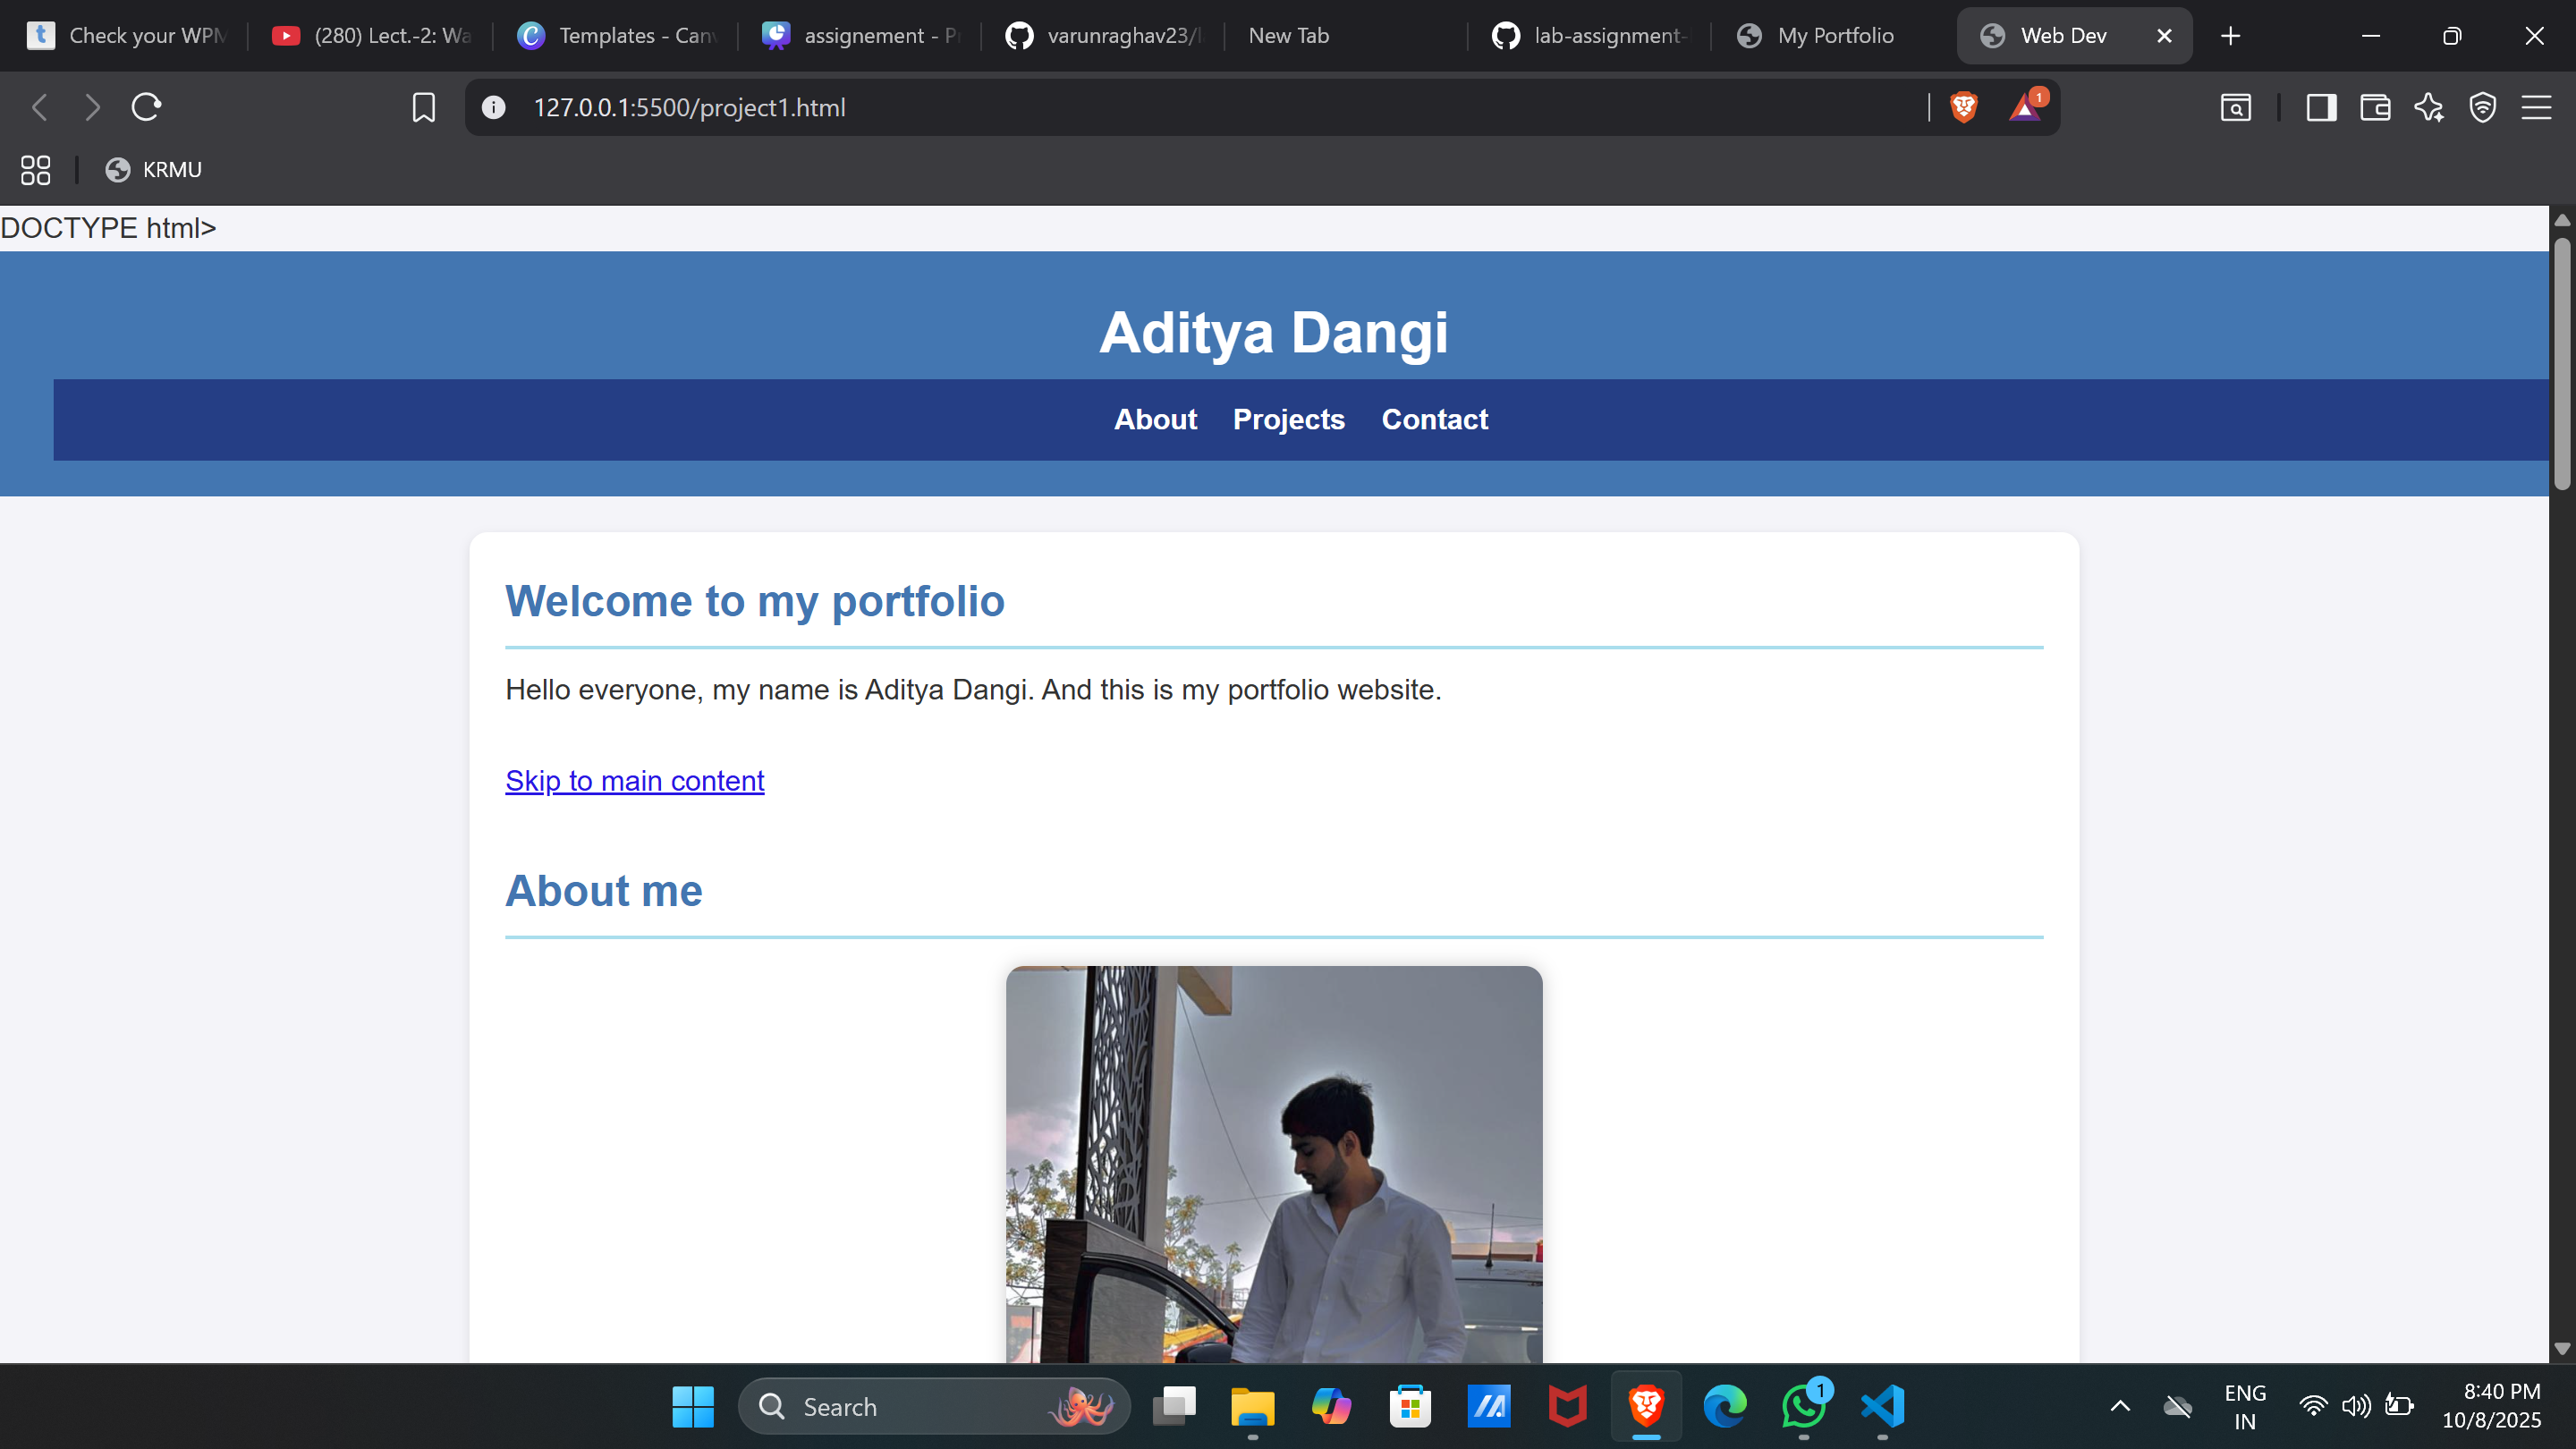 Check your WPM
(280) Lect.-2: Wa
Templates - Can
assignement - P
varunraghav23/
New Tab
lab-assignment-
My Portfolio
Web Dev
127.0.0.1:5500/project1.html
1
KRMU
DOCTYPE html>
Aditya Dangi
About Projects Contact
Welcome to my portfolio
Hello everyone, my name is Aditya Dangi. And this is my portfolio website.
Skip to main content
About me
Search
1
ENG
IN
8:40 PM
10/8/2025